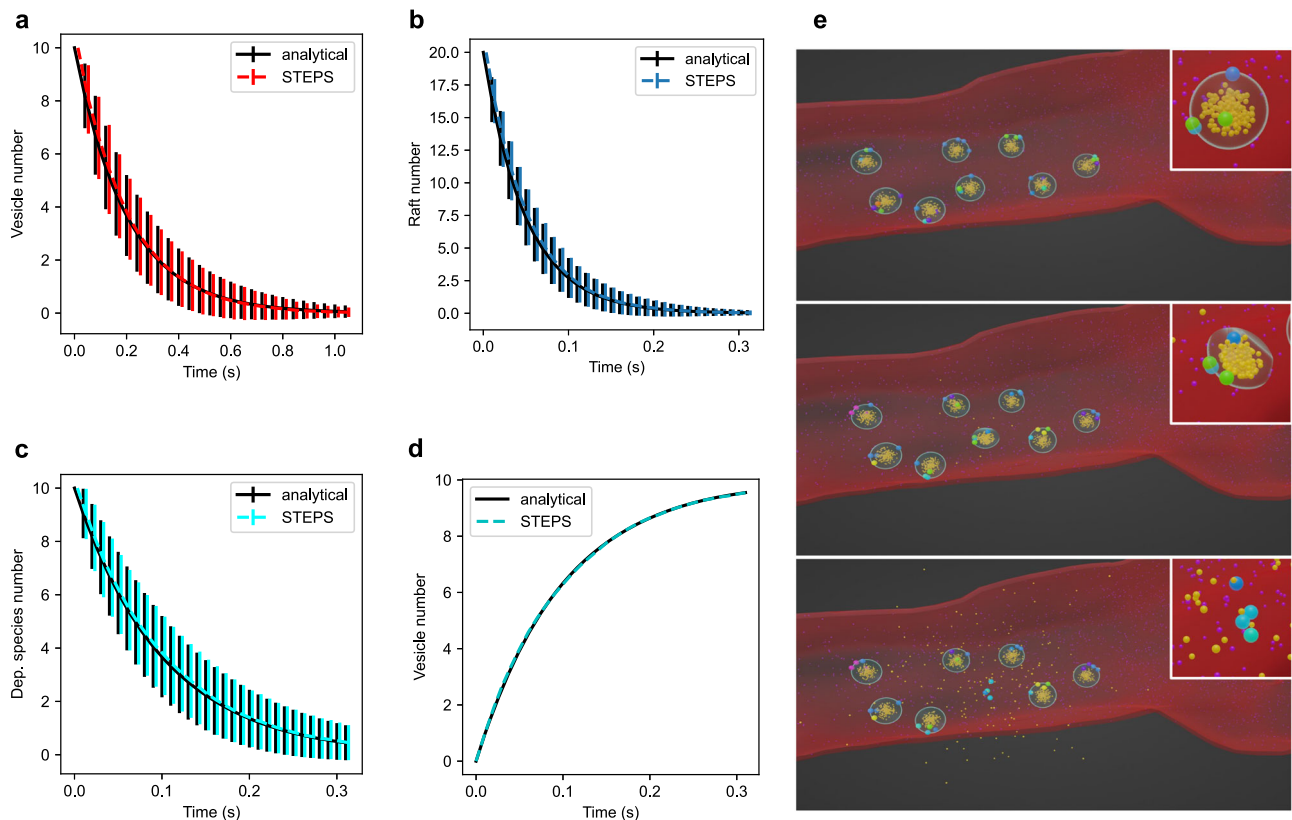 a
10
8
6
4
2
0
Vesicle number
0.0 0.2 0.4 0.6 0.8 1.0
Time (s)
analytical
STEPS
b
20.0
17.5
15.0
12.5
10.0
7.5
5.0
2.5
0.0
Raft number
0.0 0.1 0.2 0.3
Time (s)
analytical
STEPS
c
10
8
6
4
2
0
Dep. species number
0.0 0.1 0.2 0.3
Time (s)
analytical
STEPS
d
10
8
6
4
2
0
Vesicle number
0.0 0.1 0.2 0.3
Time (s)
analytical
STEPS
e